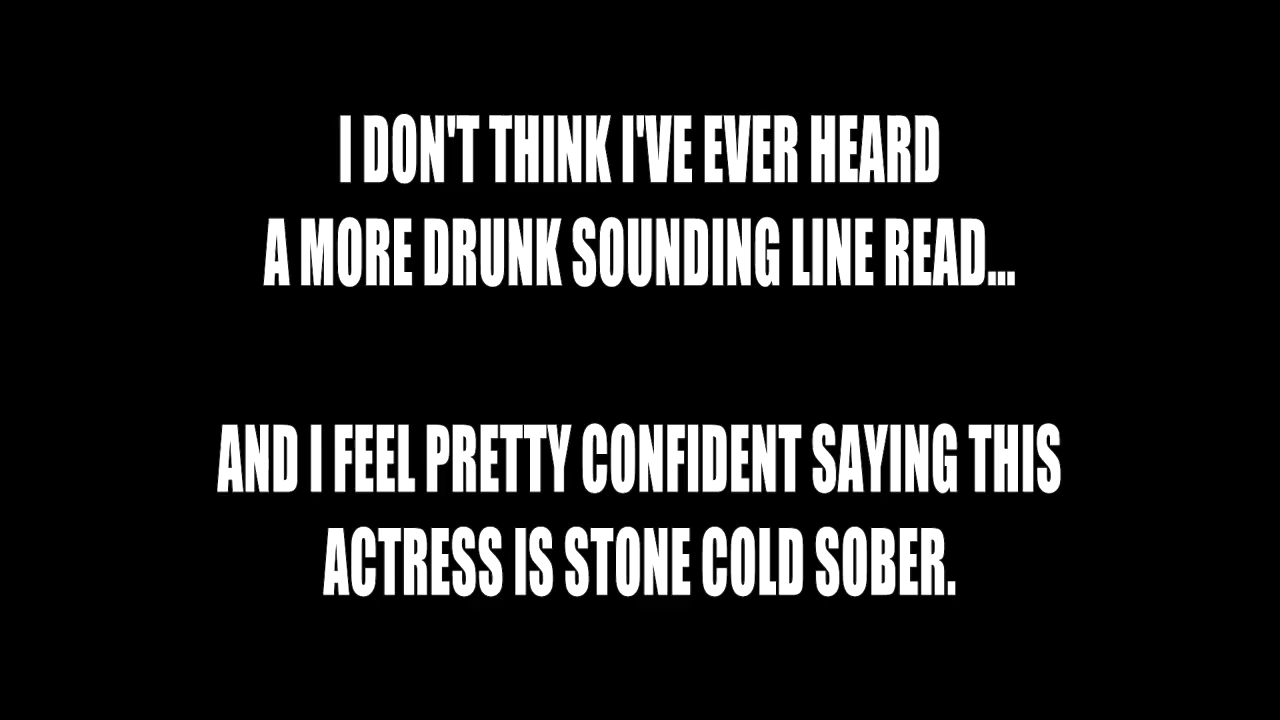 I DON'T THINK I'VE EVER HEARD
A MORE DRUNK SOUNDING LINE READ...
AND I FEEL PRETTY CONFIDENT SAYING THIS
ACTRESS IS STONE COLD SOBER.